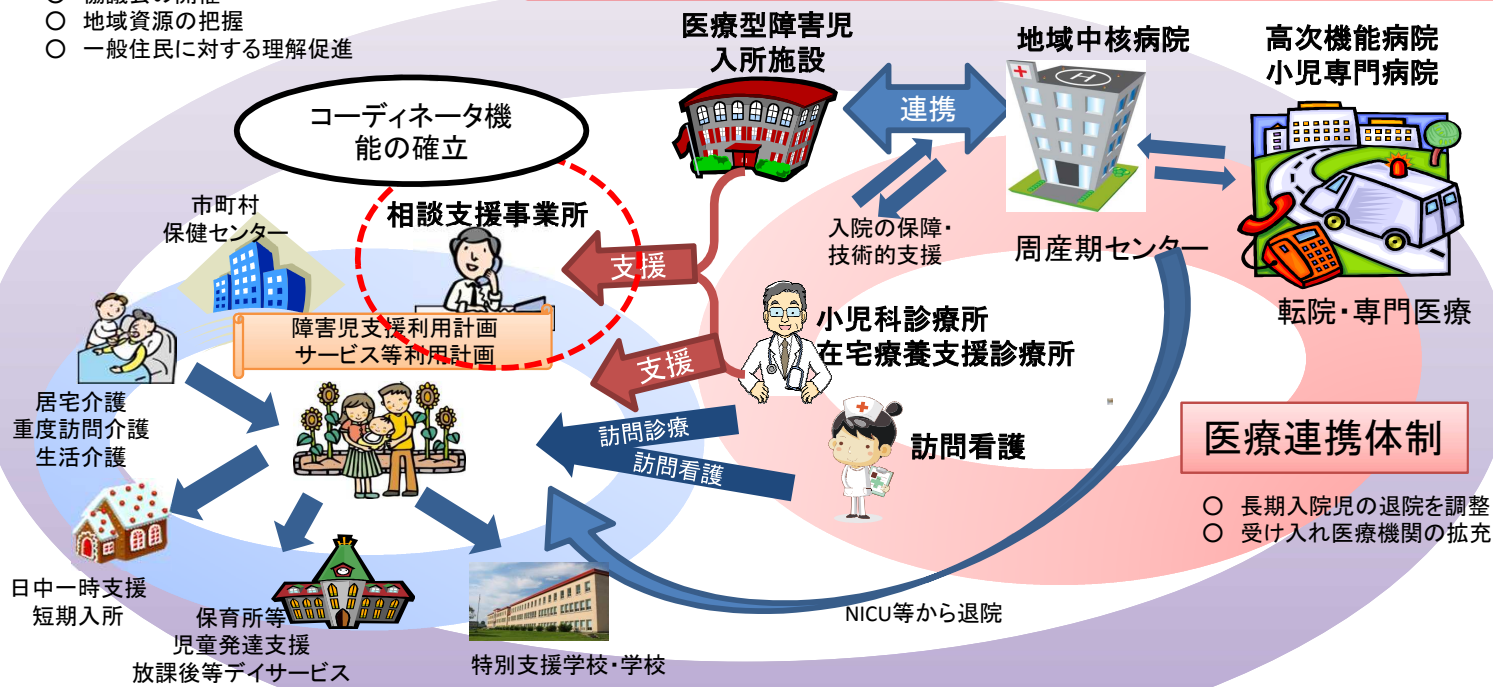 ○ 協議会の開催
○ 地域資源の把握
○ 一般住民に対する理解促進
医療型障害児
入所施設
地域中核病院
高次機能病院
小児専門病院
連携
コーディネータ機
能の確立
市町村
保健センター
相談支援事業所
入院の保障・
技術的支援
周産期センター
支援
転院・専門医療
障害児支援利用計画
サービス等利用計画
小児科診療所
在宅療養支援診療所
支援
居宅介護
重度訪問介護
生活介護
訪問診療
訪問看護
訪問看護
医療連携体制
○ 長期入院児の退院を調整
○ 受け入れ医療機関の拡充
日中一時支援
短期入所
保育所等
児童発達支援
放課後等デイサービス
特別支援学校・学校
NICU等から退院